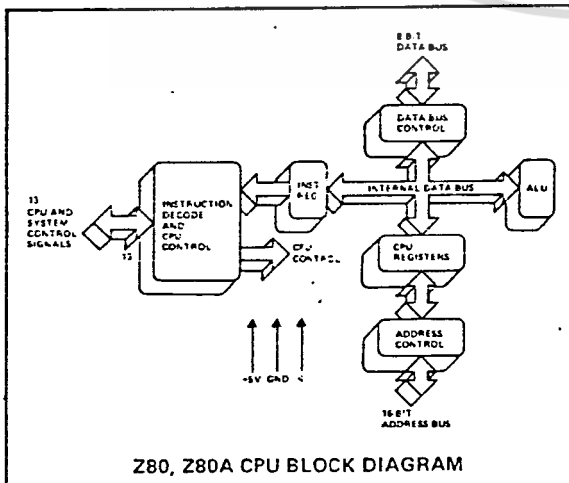 8 BIT
DATA BUS
DATA BUS
CONTROL
INST
REG
INTERNAL DATA BUS
ALU
13
CPU AND
SYSTEM
CONTROL
SIGNALS
INSTRUCTION
DECODE
AND
CPU
CONTROL
13
CPU
CONTROL
CPU
REGISTERS
ADDRESS
CONTROL
+5V GND
16 BIT
ADDRESS BUS
Z80, Z80A CPU BLOCK DIAGRAM